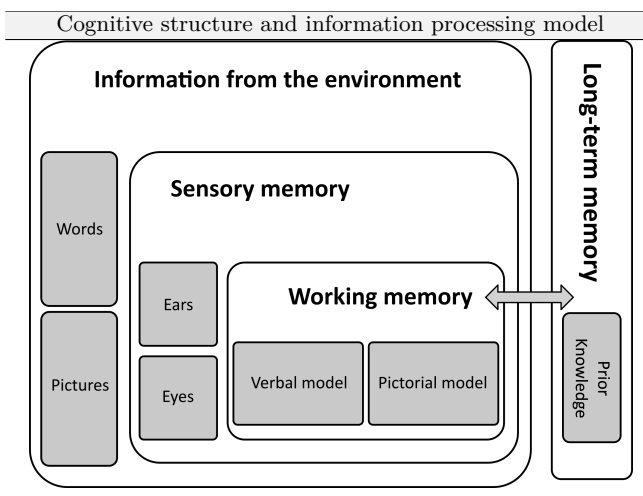 Cognitive structure and information processing model
Information from the environment
Long-term memory
Words
Sensory memory
Ears
Working memory
Pictures
Eyes
Verbal model
Pictorial model
Prior
Knowledge